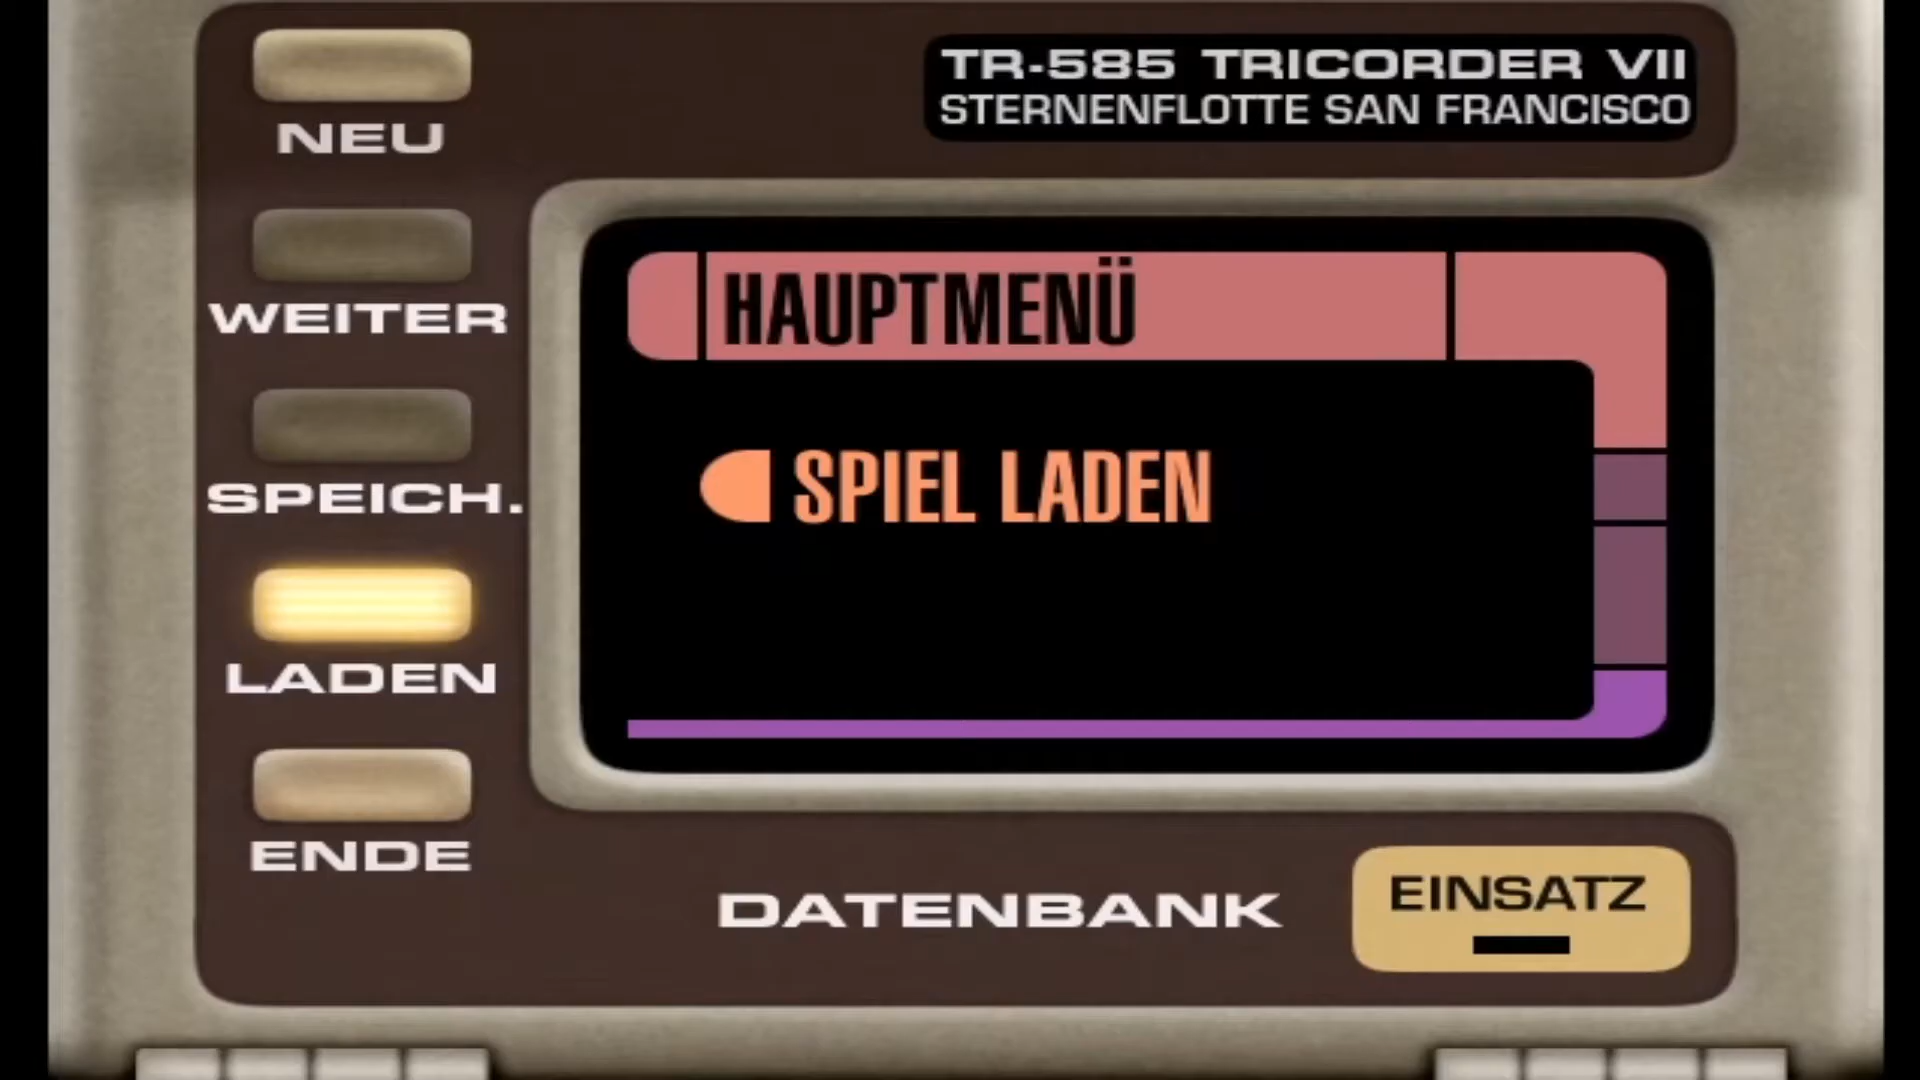 NEU
TR-585 TRICORDER VII
STERNENFLOTTE SAN FRANCISCO
WEITER
SPEICH.
LADEN
ENDE
HAUPTMENÜ
SPIEL LADEN
DATENBANK
EINSATZ